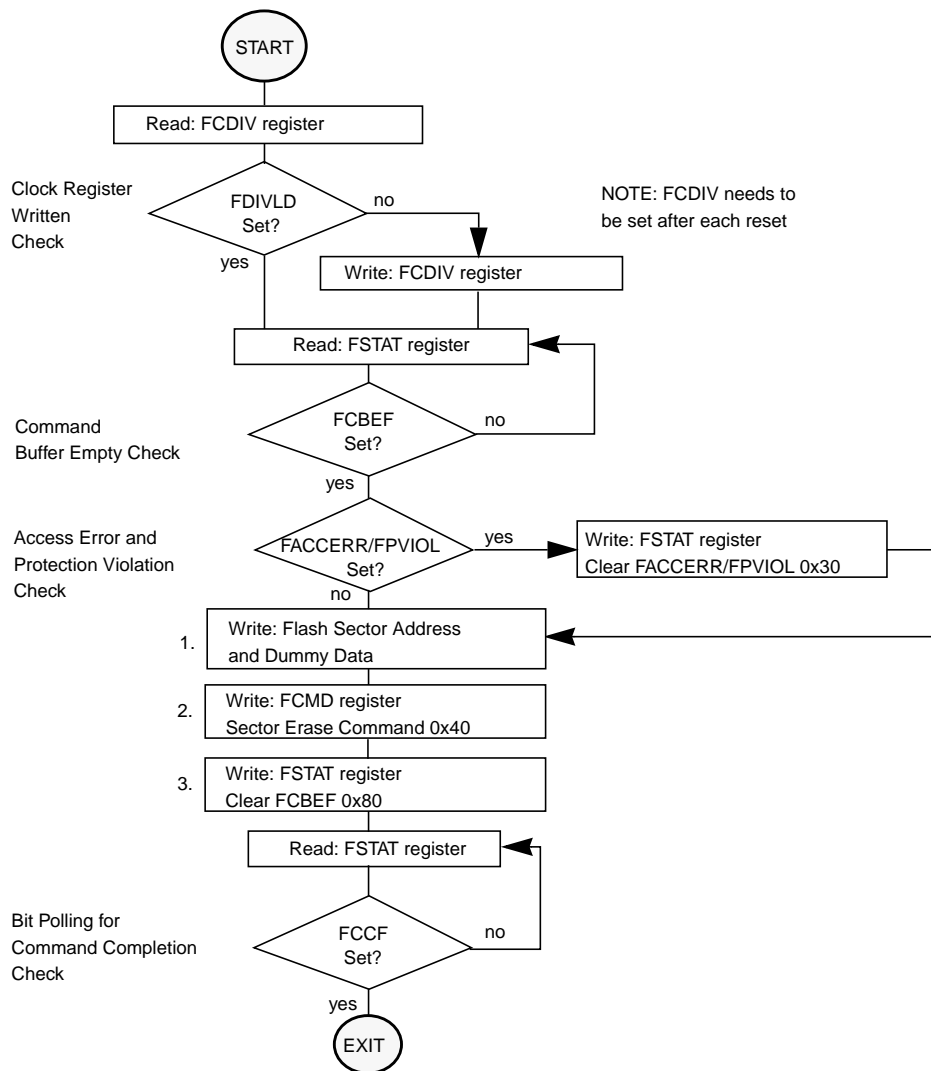 START
Read: FCDIV register
Clock Register
Written
Check
FDIVLD
Set?
no
yes
NOTE: FCDIV needs to
be set after each reset
Write: FCDIV register
Read: FSTAT register
Command
Buffer Empty Check
FCBEF
Set?
no
yes
Access Error and
Protection Violation
Check
FACCERR/FPVIOL
Set?
yes
no
Write: FSTAT register
Clear FACCERR/FPVIOL 0x30
1.
Write: Flash Sector Address
and Dummy Data
2.
Write: FCMD register
Sector Erase Command 0x40
3.
Write: FSTAT register
Clear FCBEF 0x80
Read: FSTAT register
Bit Polling for
Command Completion
Check
FCCF
Set?
no
yes
EXIT